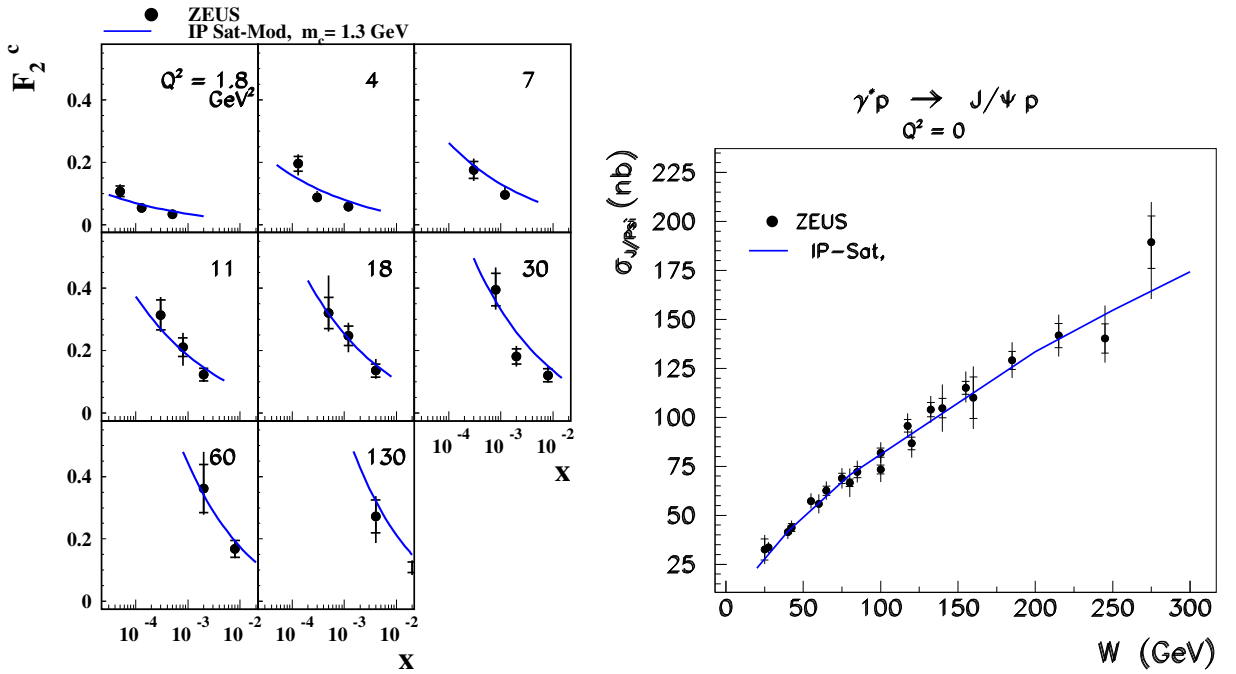 ZEUS
IP Sat-Mod, m_c= 1.3 GeV
F_2^c
Q² = 1.8 GeV²
4
7
0.4
0.2
0
11
18
30
0.4
0.2
0
10^-4 10^-3 10^-2
x
60
130
0.4
0.2
0
10^-4 10^-3 10^-2 10^-4 10^-3 10^-2
x
γ*p → J/ψ p
Q² = 0
σ_J/Psi (nb)
ZEUS
IP-Sat,
225
200
175
150
125
100
75
50
25
0 50 100 150 200 250 300
W (GeV)